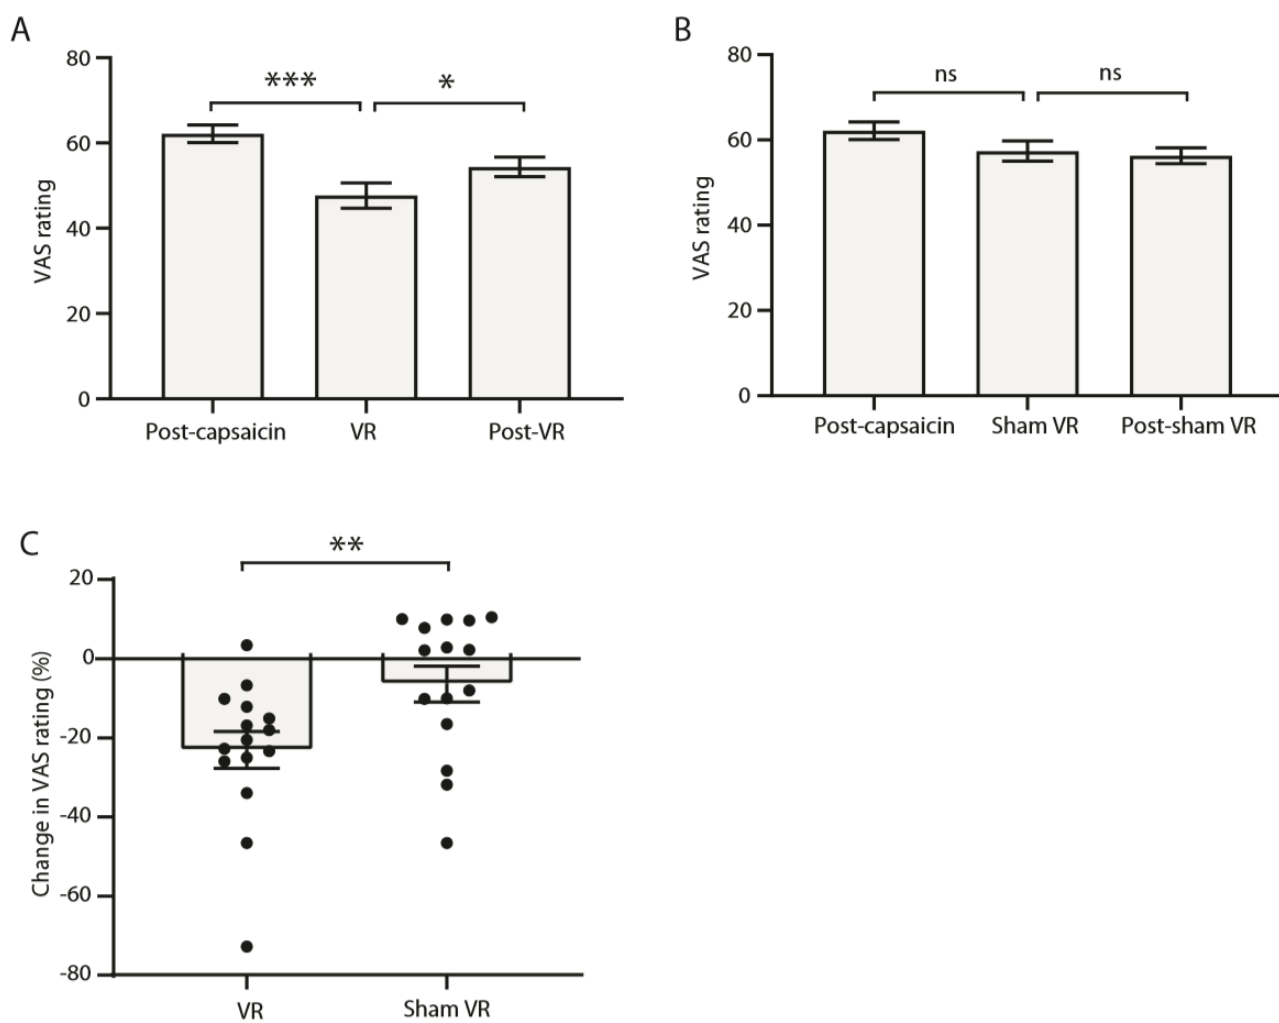 A
B
80
60
40
20
0
VAS rating
***
*
Post-capsaicin
VR
Post-VR
80
60
40
20
0
VAS rating
ns
ns
Post-capsaicin
Sham VR
Post-sham VR
C
**
20
0
-20
-40
-60
-80
Change in VAS rating (%)
VR
Sham VR